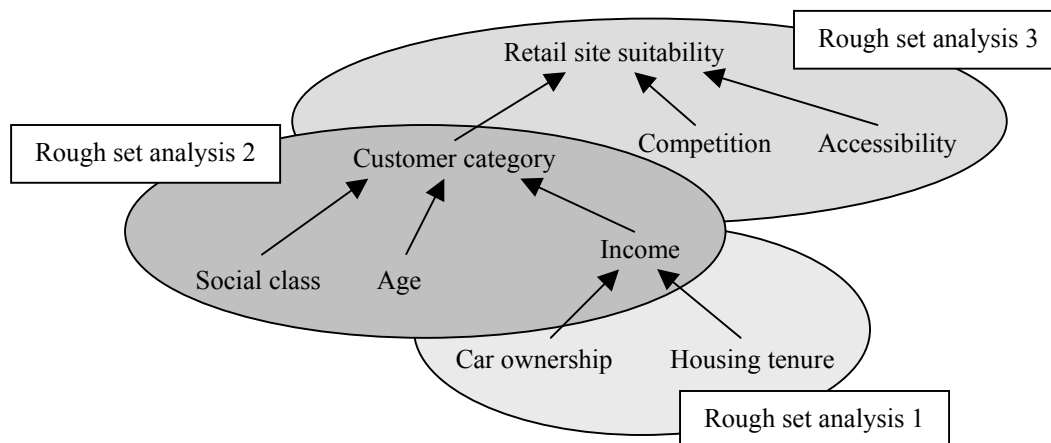 Rough set analysis 3
Retail site suitability
Rough set analysis 2
Competition
Accessibility
Customer category
Income
Social class
Age
Car ownership
Housing tenure
Rough set analysis 1